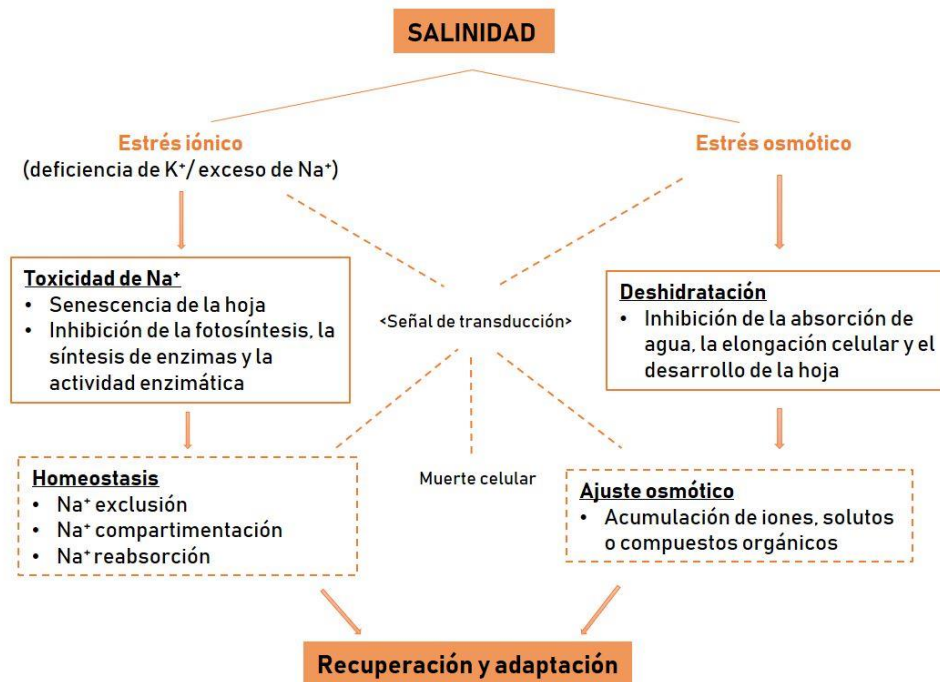 SALINIDAD
Estrés iónico
(deficiencia de K⁺/ exceso de Na⁺)
Estrés osmótico
Toxicidad de Na⁺
• Senescencia de la hoja
• Inhibición de la fotosíntesis, la
síntesis de enzimas y la
actividad enzimática
<Señal de transducción>
Deshidratación
• Inhibición de la absorción de
agua, la elongación celular y el
desarrollo de la hoja
Homeostasis
• Na⁺ exclusión
• Na⁺ compartimentación
• Na⁺ reabsorción
Muerte celular
Ajuste osmótico
• Acumulación de iones, solutos
o compuestos orgánicos
Recuperación y adaptación